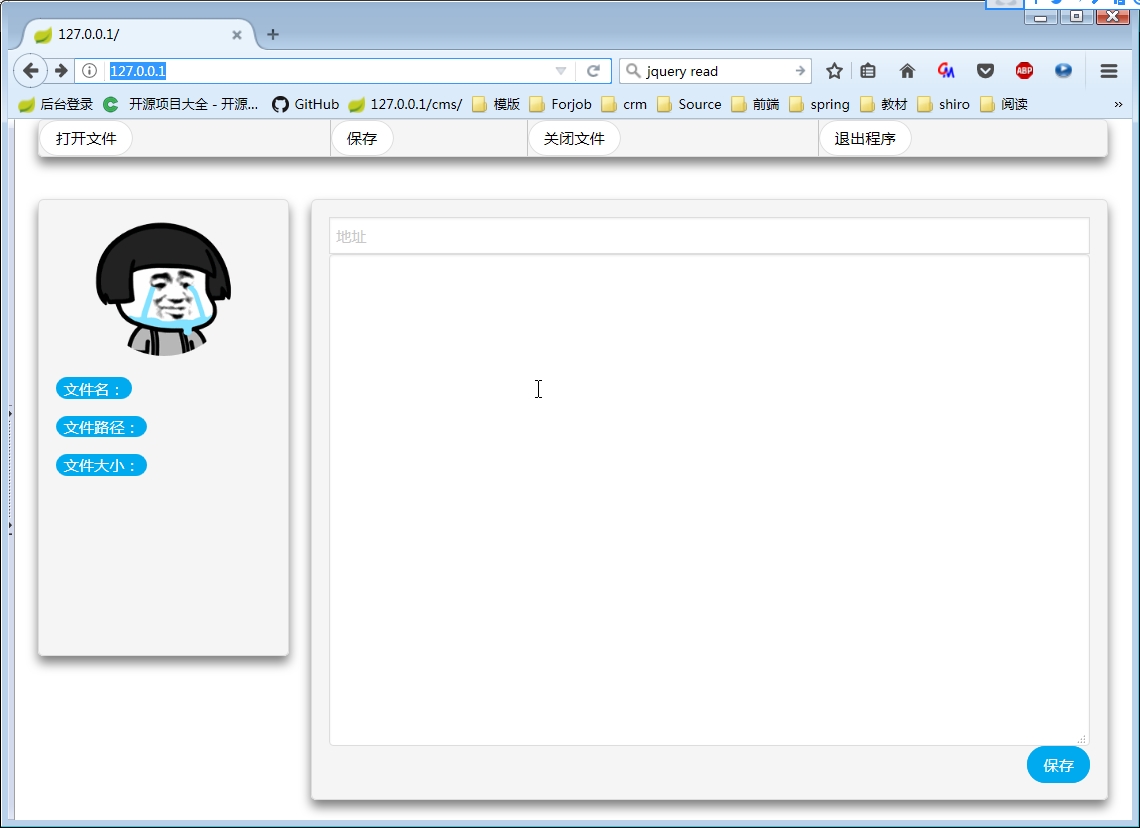 127.0.0.1/
127.0.0.1
jquery read
ABP
后台登录 开源项目大全 - 开源... GitHub 127.0.0.1/cms/ 模版 Forjob crm Source 前端 spring 教材 shiro 阅读 »
打开文件 保存 关闭文件 退出程序
地址
文件名：
文件路径：
文件大小：
保存